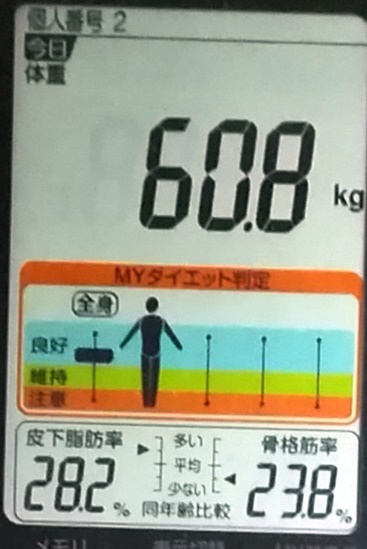 個人番号 2
今日
体重
60.8 kg
MYダイエット判定
全身
良好
維持
注意
皮下脂肪率
28.2 %
多い
平均
少ない
同年齢比較
骨格筋率
23.8 %